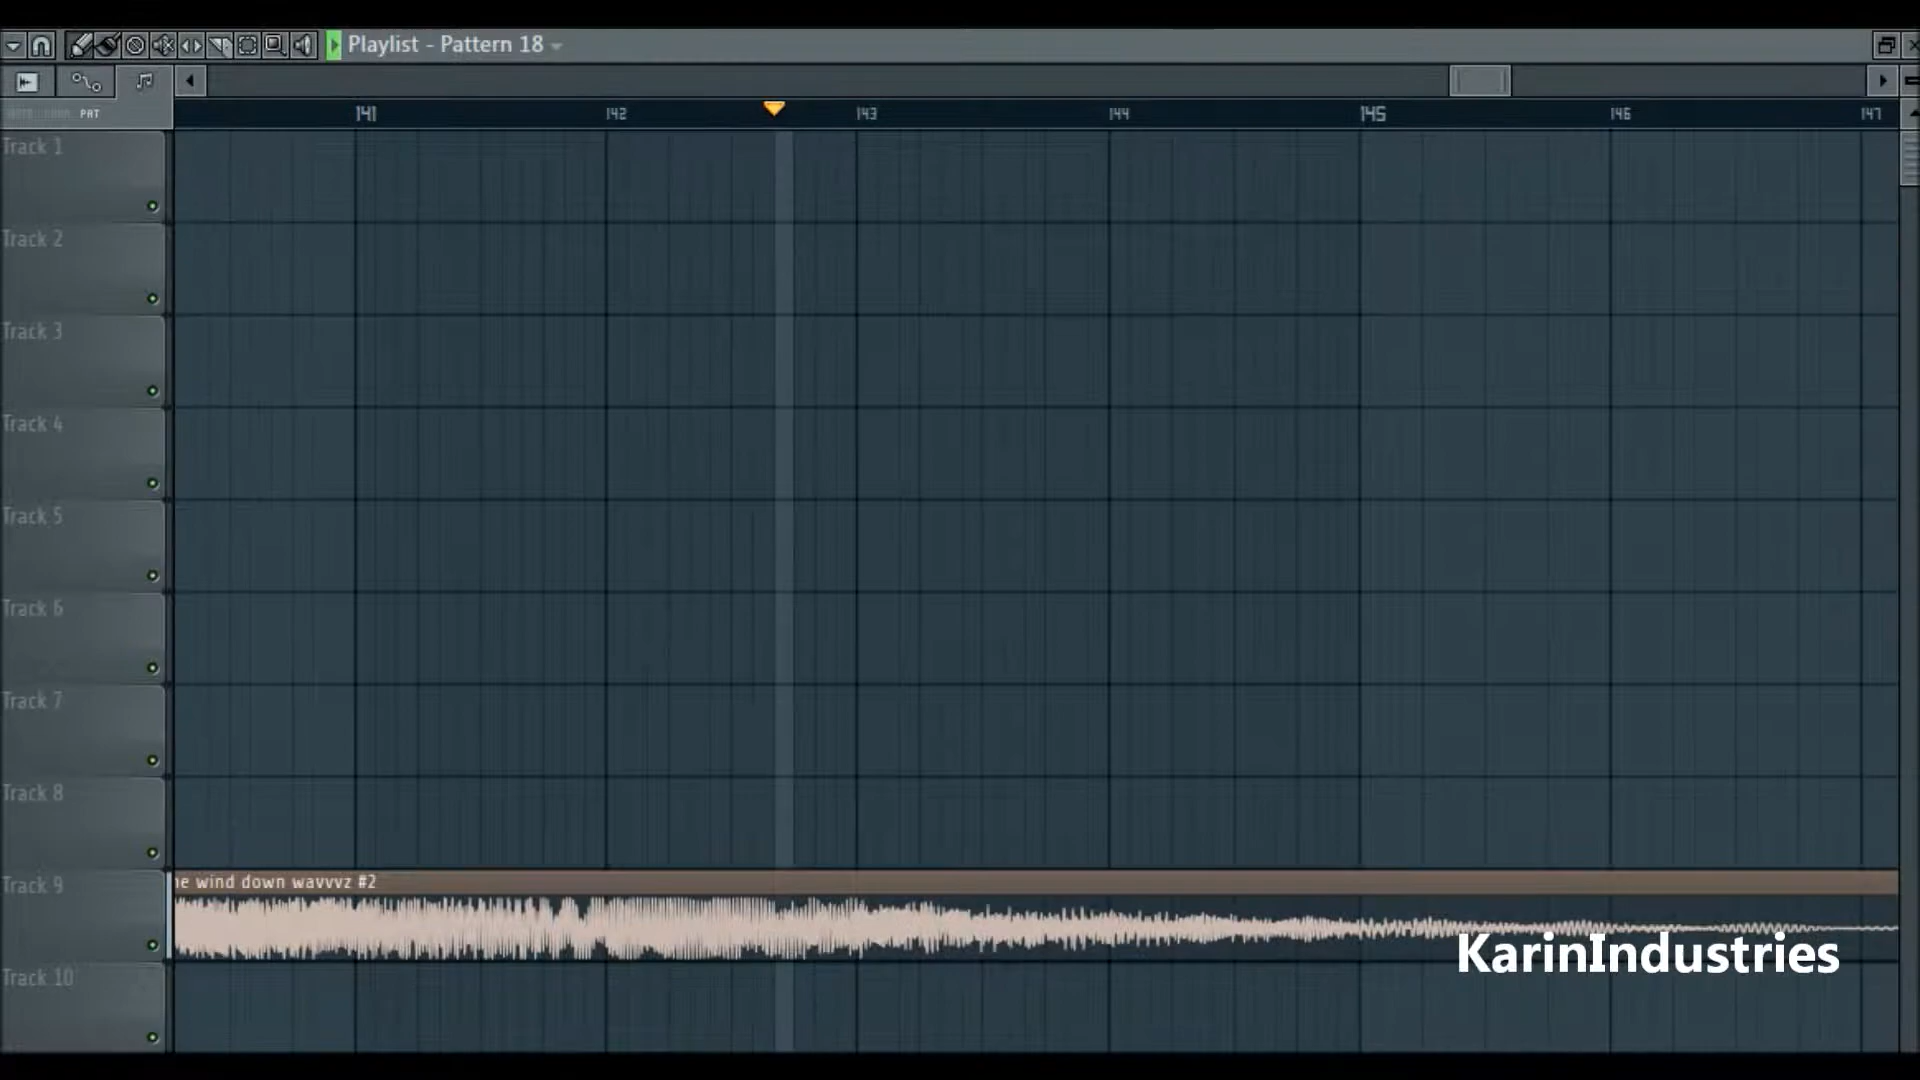 Playlist - Pattern 18
PAT
141 142 143 144 145 146 147
Track 1
Track 2
Track 3
Track 4
Track 5
Track 6
Track 7
Track 8
Track 9
ne wind down wavvvz #2
Track 10
KarinIndustries